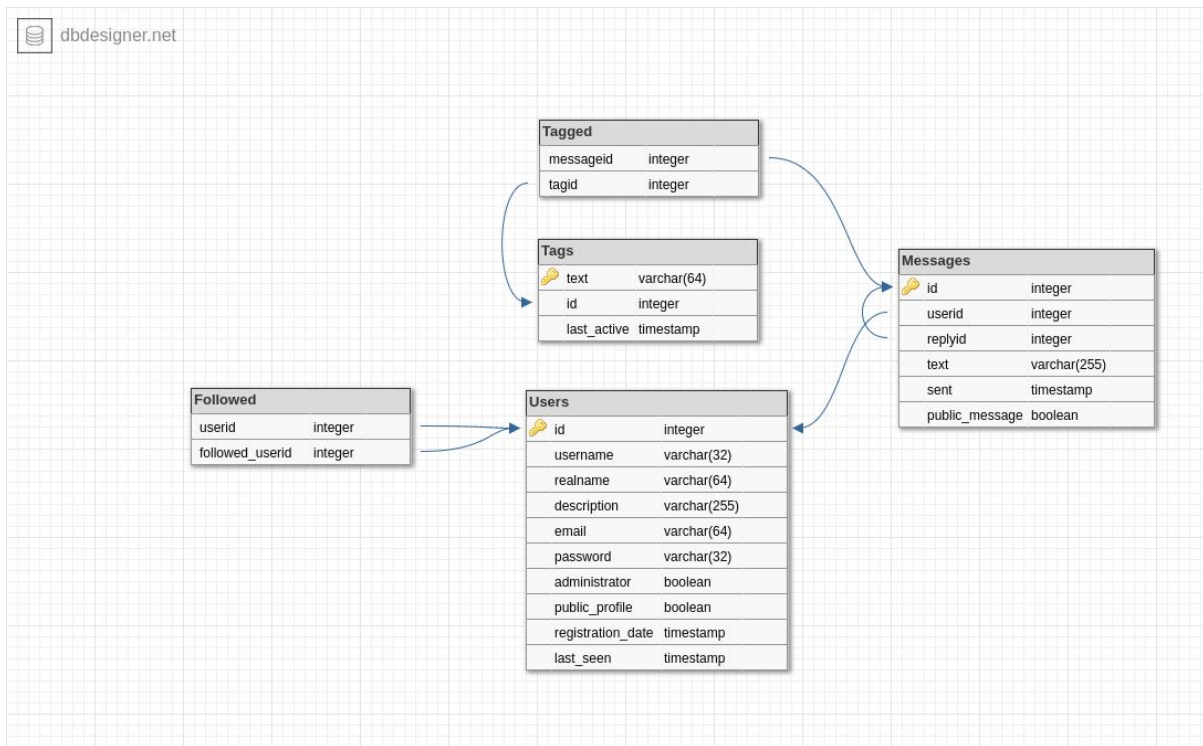 dbdesigner.net
Tagged
messageid integer
tagid integer
Tags
text varchar(64)
id integer
last_active timestamp
Messages
id integer
userid integer
replyid integer
text varchar(255)
sent timestamp
public_message boolean
Followed
userid integer
followed_userid integer
Users
id integer
username varchar(32)
realname varchar(64)
description varchar(255)
email varchar(64)
password varchar(32)
administrator boolean
public_profile boolean
registration_date timestamp
last_seen timestamp